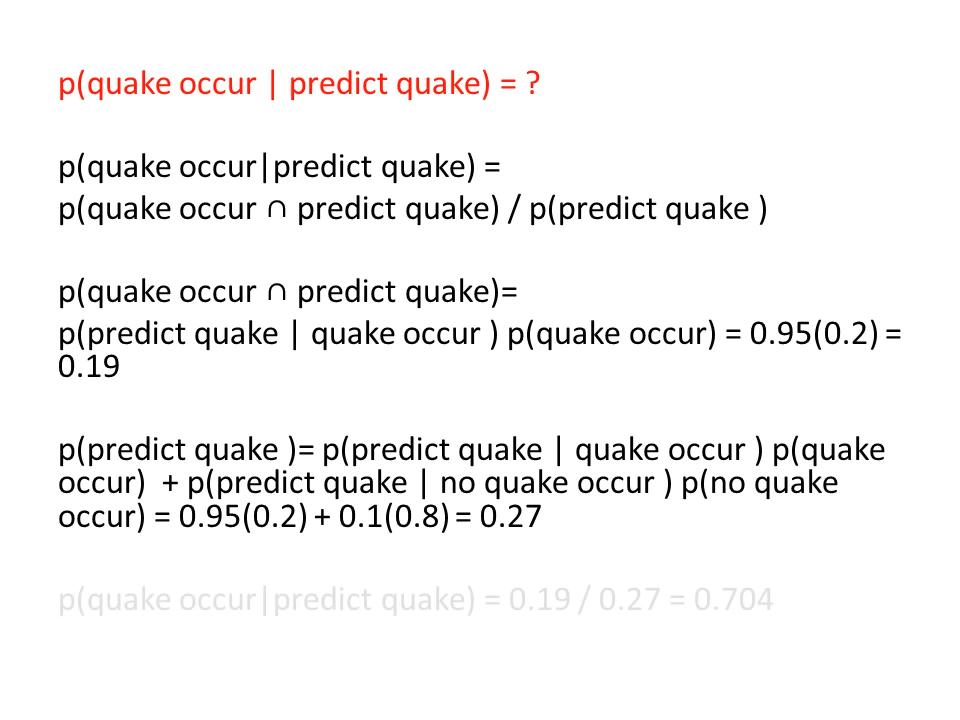 p(quake occur | predict quake) = ?
p(quake occur|predict quake) =
p(quake occur ∩ predict quake) / p(predict quake )
p(quake occur ∩ predict quake)=
p(predict quake | quake occur ) p(quake occur) = 0.95(0.2) =
0.19
p(predict quake )= p(predict quake | quake occur ) p(quake
occur)  + p(predict quake | no quake occur ) p(no quake
occur) = 0.95(0.2) + 0.1(0.8) = 0.27
p(quake occur|predict quake) = 0.19 / 0.27 = 0.704